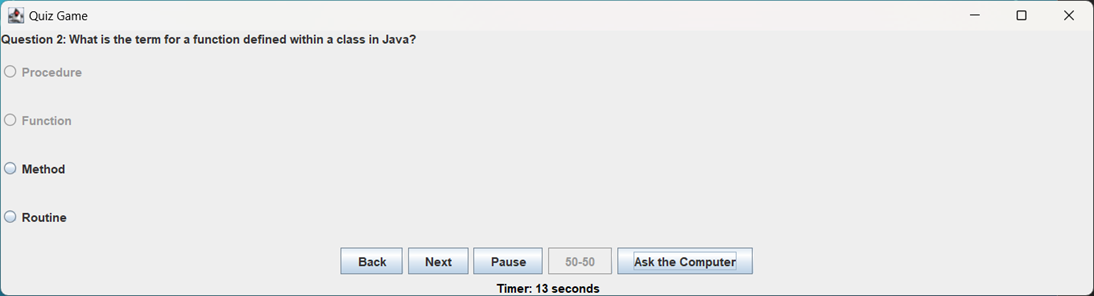 Quiz Game
Question 2: What is the term for a function defined within a class in Java?
Procedure
Function
Method
Routine
Back Next Pause 50-50 Ask the Computer
Timer: 13 seconds